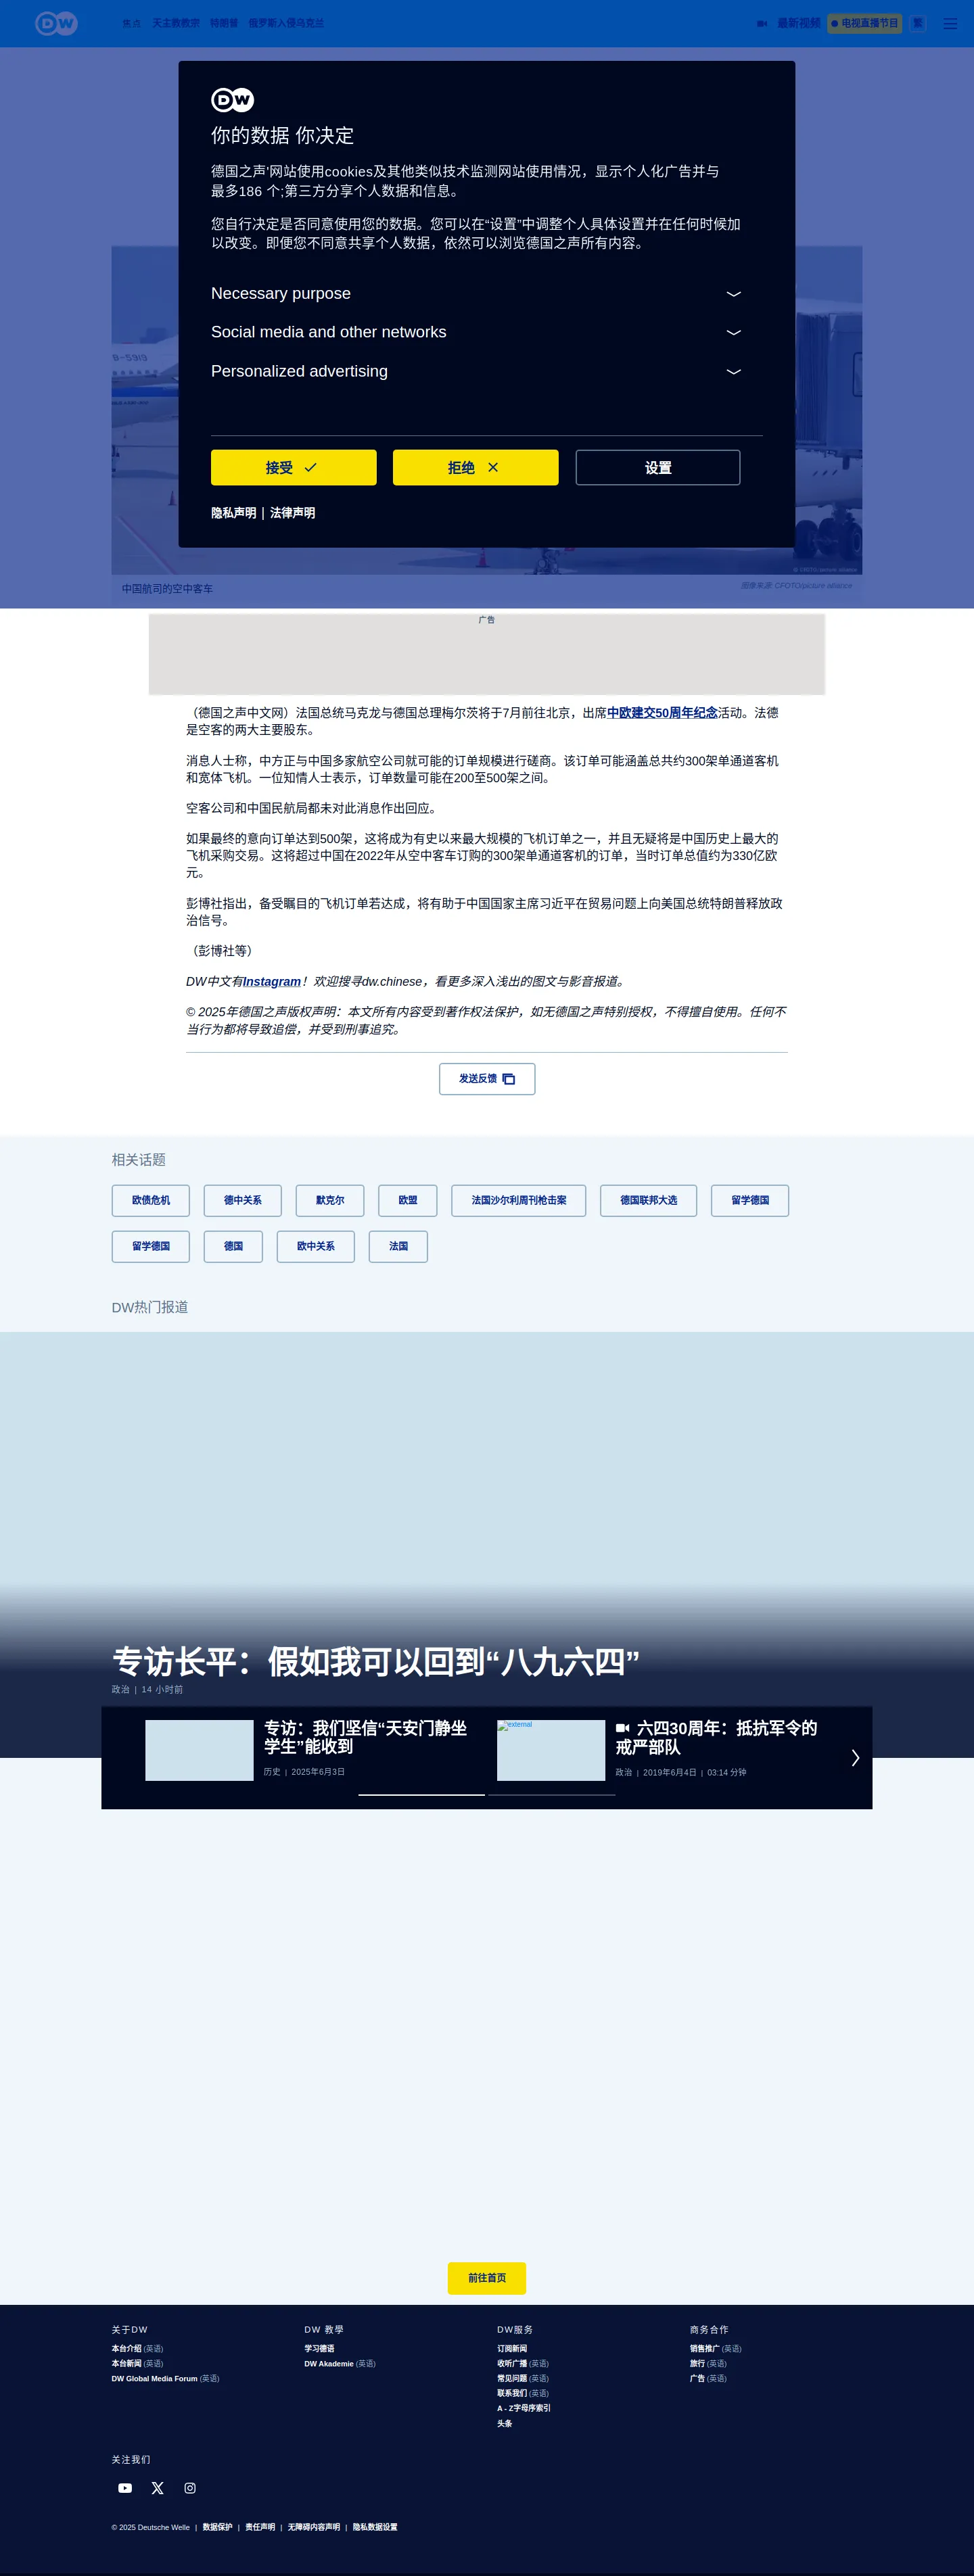 DW
焦点 天主教教宗 特朗普 俄罗斯入侵乌克兰
最新视频 电视直播节目 繁
DW
你的数据 你决定
德国之声'网站使用cookies及其他类似技术监测网站使用情况，显示个人化广告并与
最多186 个;第三方分享个人数据和信息。
您自行决定是否同意使用您的数据。您可以在“设置”中调整个人具体设置并在任何时候加
以改变。即便您不同意共享个人数据，依然可以浏览德国之声所有内容。
Necessary purpose
Social media and other networks
Personalized advertising
接受 拒绝 设置
隐私声明 | 法律声明
B-5919
中国航司的空中客车
图像来源: CFOTO/picture alliance
广告
（德国之声中文网）法国总统马克龙与德国总理梅尔茨将于7月前往北京，出席中欧建交50周年纪念活动。法德
是空客的两大主要股东。
消息人士称，中方正与中国多家航空公司就可能的订单规模进行磋商。该订单可能涵盖总共约300架单通道客机
和宽体飞机。一位知情人士表示，订单数量可能在200至500架之间。
空客公司和中国民航局都未对此消息作出回应。
如果最终的意向订单达到500架，这将成为有史以来最大规模的飞机订单之一，并且无疑将是中国历史上最大的
飞机采购交易。这将超过中国在2022年从空中客车订购的300架单通道客机的订单，当时订单总值约为330亿欧
元。
彭博社指出，备受瞩目的飞机订单若达成，将有助于中国国家主席习近平在贸易问题上向美国总统特朗普释放政
治信号。
（彭博社等）
DW中文有Instagram！欢迎搜寻dw.chinese，看更多深入浅出的图文与影音报道。
© 2025年德国之声版权声明：本文所有内容受到著作权法保护，如无德国之声特别授权，不得擅自使用。任何不
当行为都将导致追偿，并受到刑事追究。
发送反馈
相关话题
欧债危机 德中关系 默克尔 欧盟 法国沙尔利周刊枪击案 德国联邦大选 留学德国
留学德国 德国 欧中关系 法国
DW热门报道
专访长平：假如我可以回到“八九六四”
政治 | 14 小时前
专访：我们坚信“天安门静坐
学生”能收到
历史 | 2025年6月3日
external
六四30周年：抵抗军令的
戒严部队
政治 | 2019年6月4日 | 03:14 分钟
前往首页
关于DW
本台介绍 (英语)
本台新闻 (英语)
DW Global Media Forum (英语)
DW 教學
学习德语
DW Akademie (英语)
DW服务
订阅新闻
收听广播 (英语)
常见问题 (英语)
联系我们 (英语)
A - Z字母序索引
头条
商务合作
销售推广 (英语)
旅行 (英语)
广告 (英语)
关注我们
© 2025 Deutsche Welle | 数据保护 | 责任声明 | 无障碍内容声明 | 隐私数据设置